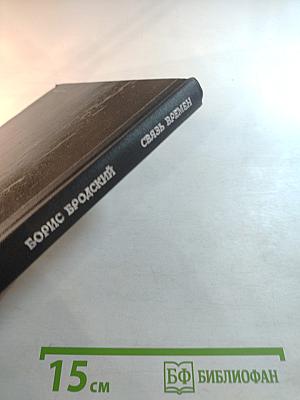 БОРИС БРОДСКИЙ СВЯЗЬ ВРЕМЕН
15 см
БФ БИБЛИОФАН